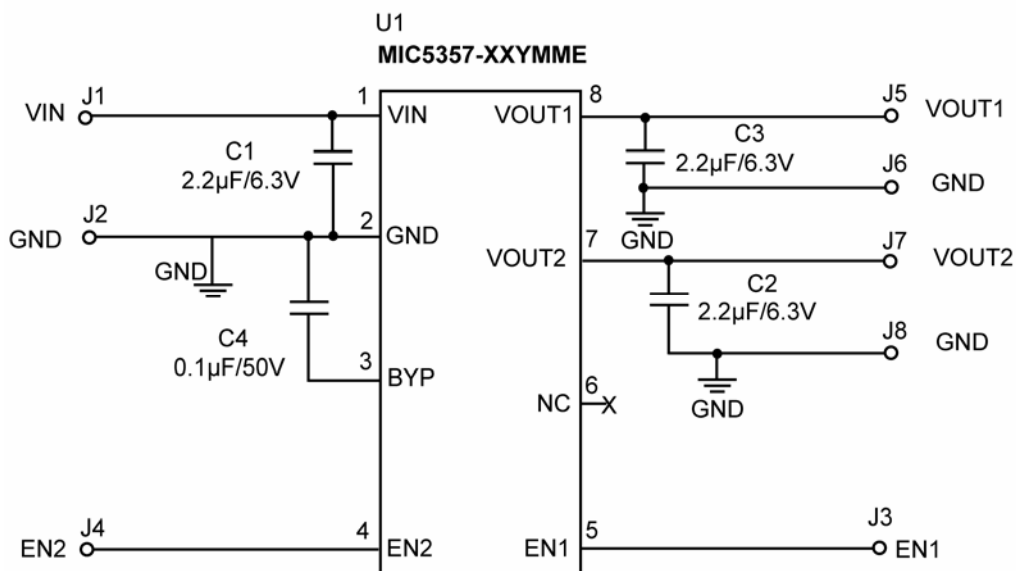 U1
MIC5357-XXYMME
VIN
J1
1
VIN
C1
2.2µF/6.3V
GND
J2
2
GND
GND
C4
0.1µF/50V
3
BYP
EN2
J4
4
EN2
VOUT1
8
J5
VOUT1
C3
2.2µF/6.3V
J6
GND
GND
VOUT2
7
J7
VOUT2
C2
2.2µF/6.3V
J8
GND
GND
NC
6
X
EN1
5
J3
EN1